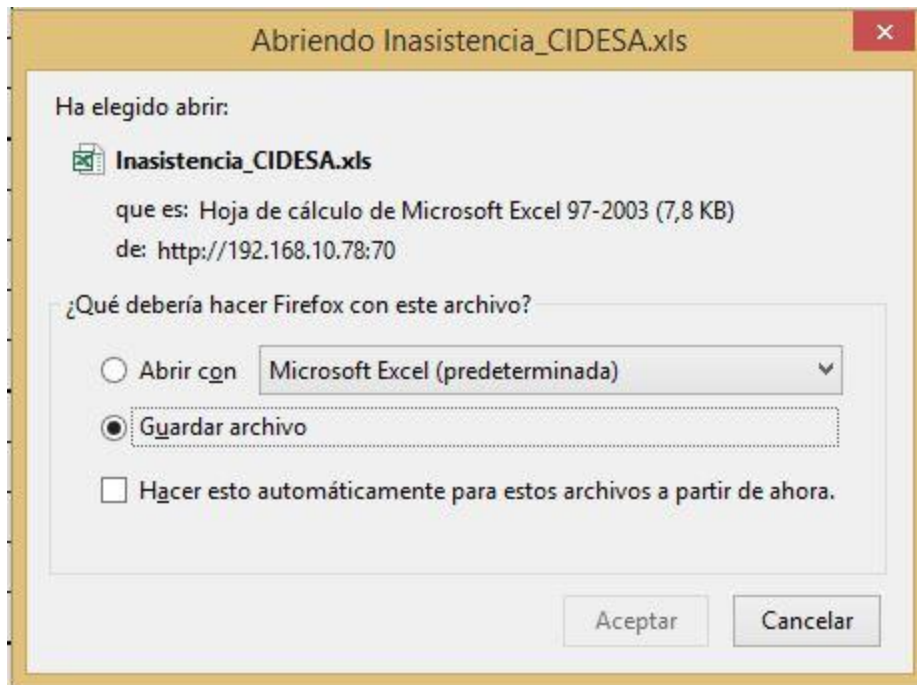 Abriendo Inasistencia_CIDESA.xls
Ha elegido abrir:
Inasistencia_CIDESA.xls
que es: Hoja de cálculo de Microsoft Excel 97-2003 (7,8 KB)
de: http://192.168.10.78:70
¿Qué debería hacer Firefox con este archivo?
Abrir con Microsoft Excel (predeterminada)
Guardar archivo
Hacer esto automáticamente para estos archivos a partir de ahora.
Aceptar Cancelar